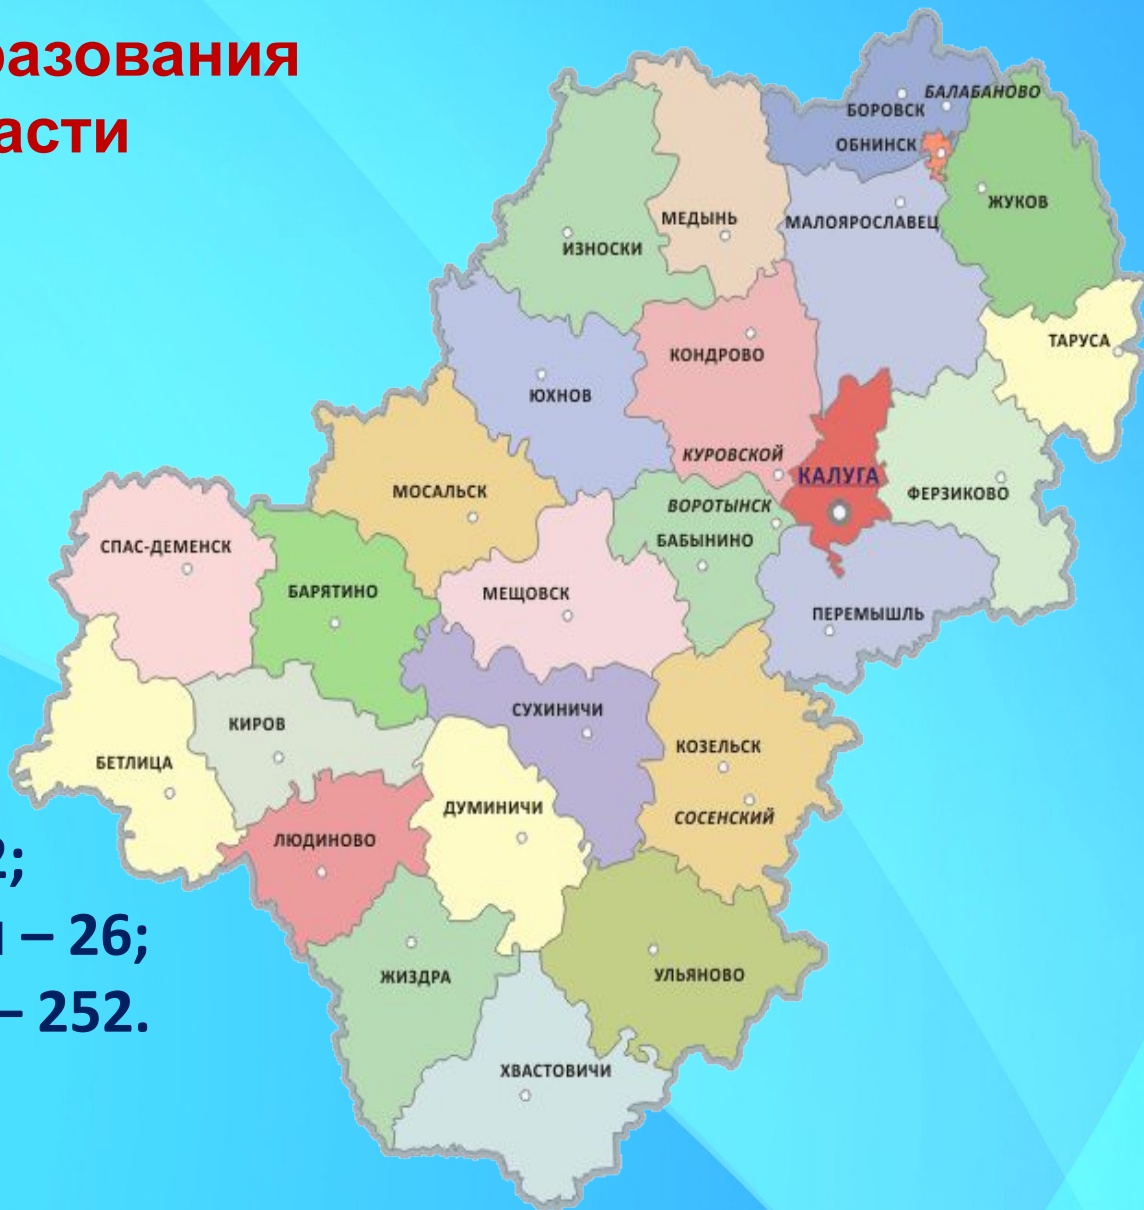 разования
асти
БАЛАБАНОВО
БОРОВСК
ОБНИНСК
ЖУКОВ
МЕДЫНЬ
МАЛОЯРОСЛАВЕЦ
ИЗНОСКИ
ТАРУСА
КОНДРОВО
ЮХНОВ
КУРОВСКОЙ
КАЛУГА
МОСАЛЬСК
ФЕРЗИКОВО
ВОРОТЫНСК
БАБЫНИНО
СПАС-ДЕМЕНСК
БАРЯТИНО
МЕЩОВСК
ПЕРЕМЫШЛЬ
СУХИНИЧИ
КИРОВ
КОЗЕЛЬСК
БЕТЛИЦА
ДУМИНИЧИ
СОСЕНСКИЙ
ЛЮДИНОВО
2;
– 26;
– 252.
ЖИЗДРА
УЛЬЯНОВО
ХВАСТОВИЧИ